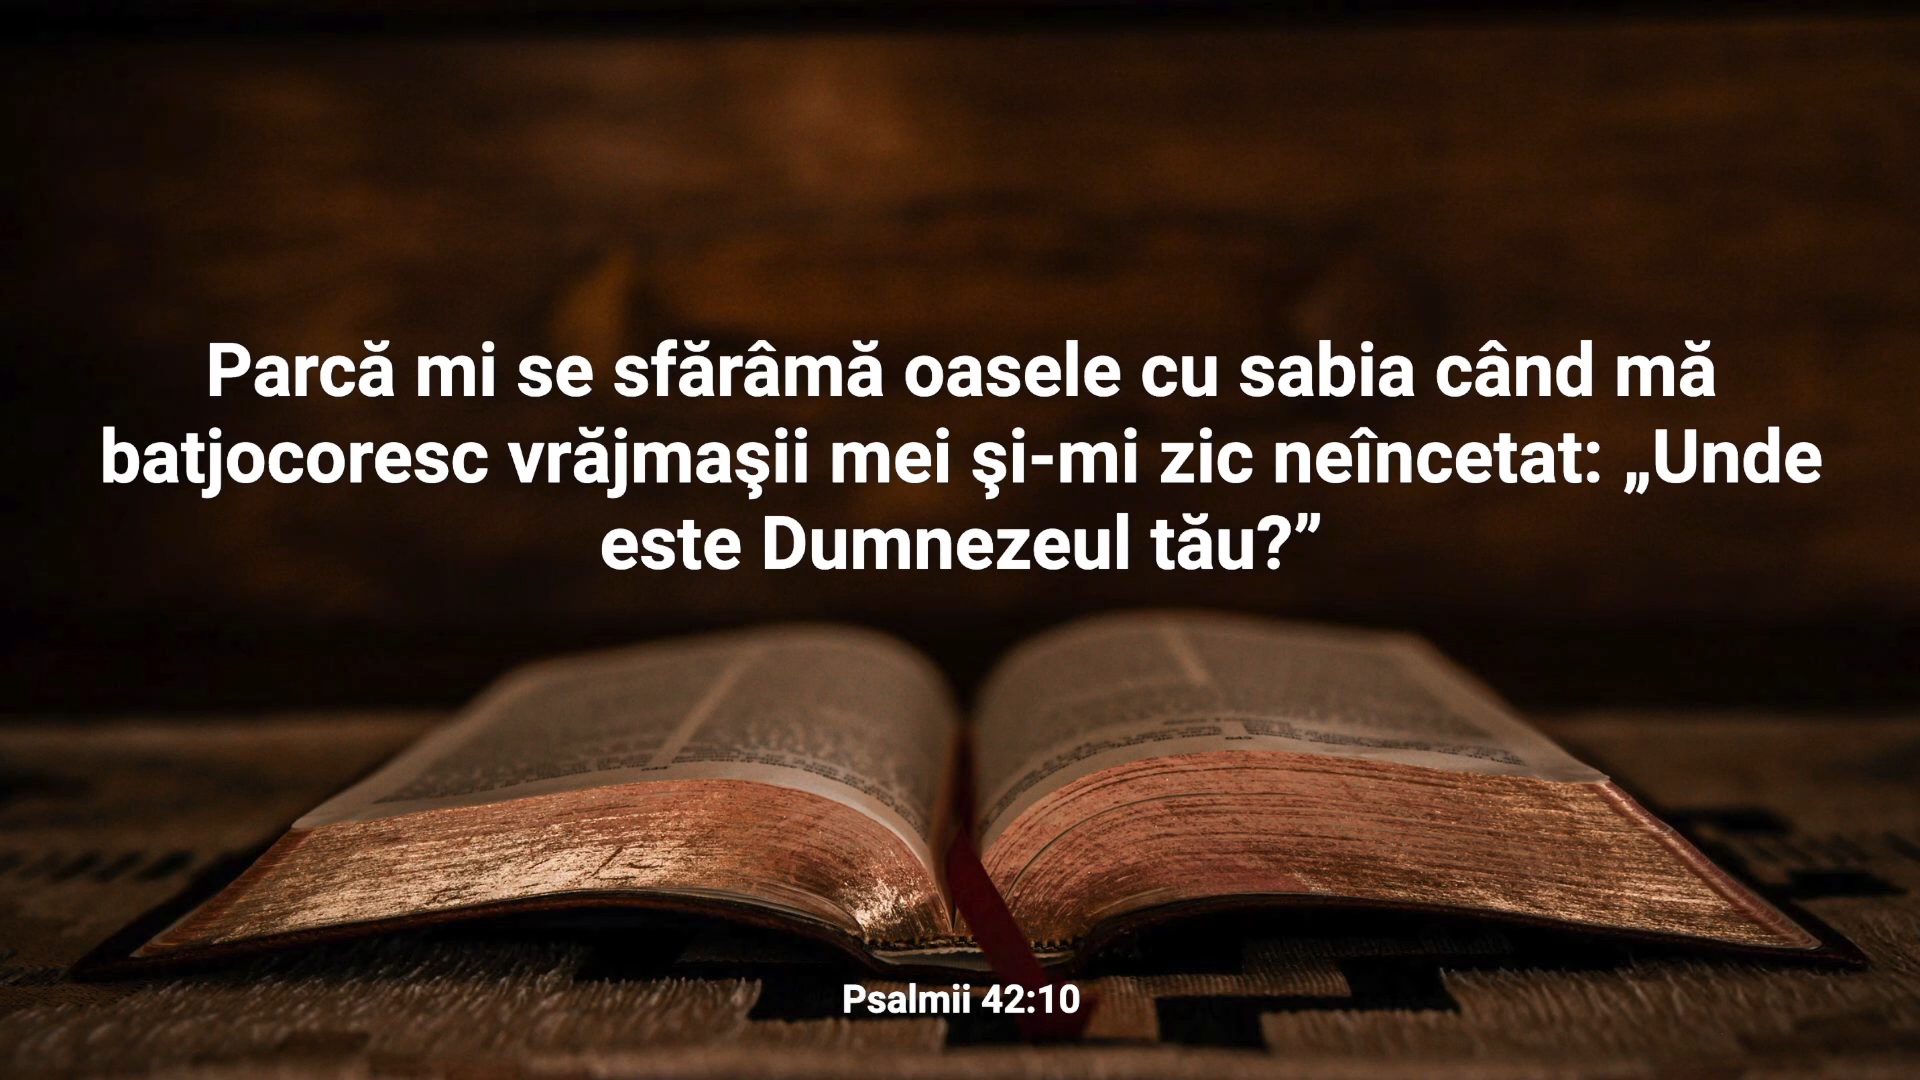 Parcă mi se sfărâmă oasele cu sabia când mă
batjocoresc vrăjmaşii mei şi-mi zic neîncetat: „Unde
este Dumnezeul tău?”
Psalmii 42:10